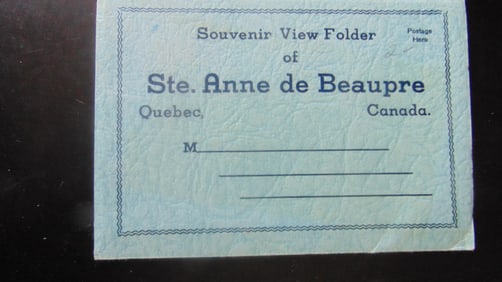 Souvenir View Folder
Postage
Here
of
Ste. Anne de Beaupre
Quebec, Canada.
M